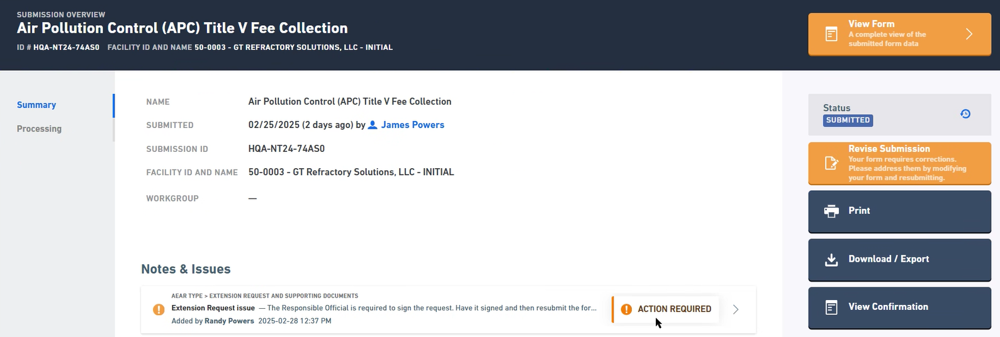 SUBMISSION OVERVIEW
Air Pollution Control (APC) Title V Fee Collection
ID # HQA-NT24-74AS0 FACILITY ID AND NAME 50-0003 - GT REFRACTORY SOLUTIONS, LLC - INITIAL
View Form
A complete view of the
submitted form data
Summary
Processing
NAME Air Pollution Control (APC) Title V Fee Collection
SUBMITTED 02/25/2025 (2 days ago) by James Powers
SUBMISSION ID HQA-NT24-74AS0
FACILITY ID AND NAME 50-0003 - GT Refractory Solutions, LLC - INITIAL
WORKGROUP —
Notes & Issues
AEAR TYPE > EXTENSION REQUEST AND SUPPORTING DOCUMENTS
Extension Request issue — The Responsible Official is required to sign the request. Have it signed and then resubmit the for...
Added by Randy Powers 2025-02-28 12:37 PM
ACTION REQUIRED
Status
SUBMITTED
Revise Submission
Your form requires corrections.
Please address them by modifying
your form and resubmitting.
Print
Download / Export
View Confirmation